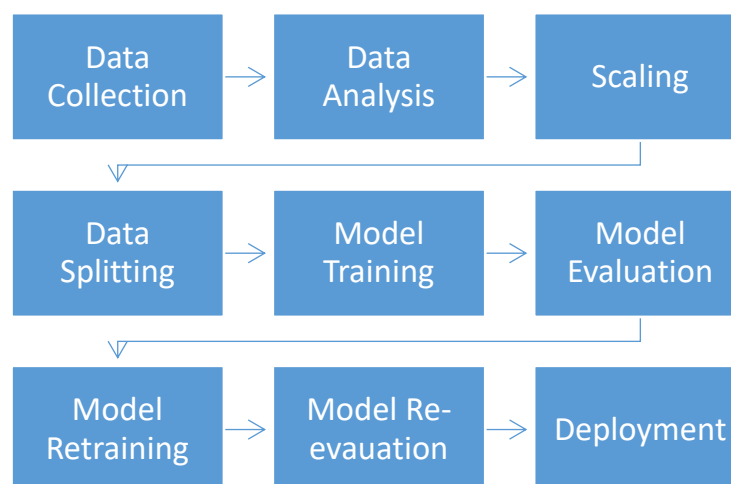 Data
Collection
Data
Analysis
Scaling
Data
Splitting
Model
Training
Model
Evaluation
Model
Retraining
Model Re-
evauation
Deployment